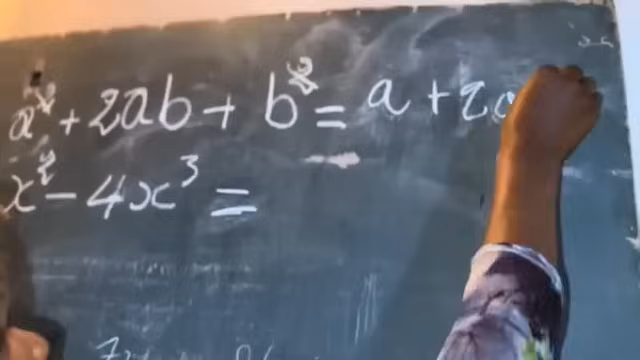 a² + 2ab + b² = a + 2a
x² - 4x³ =